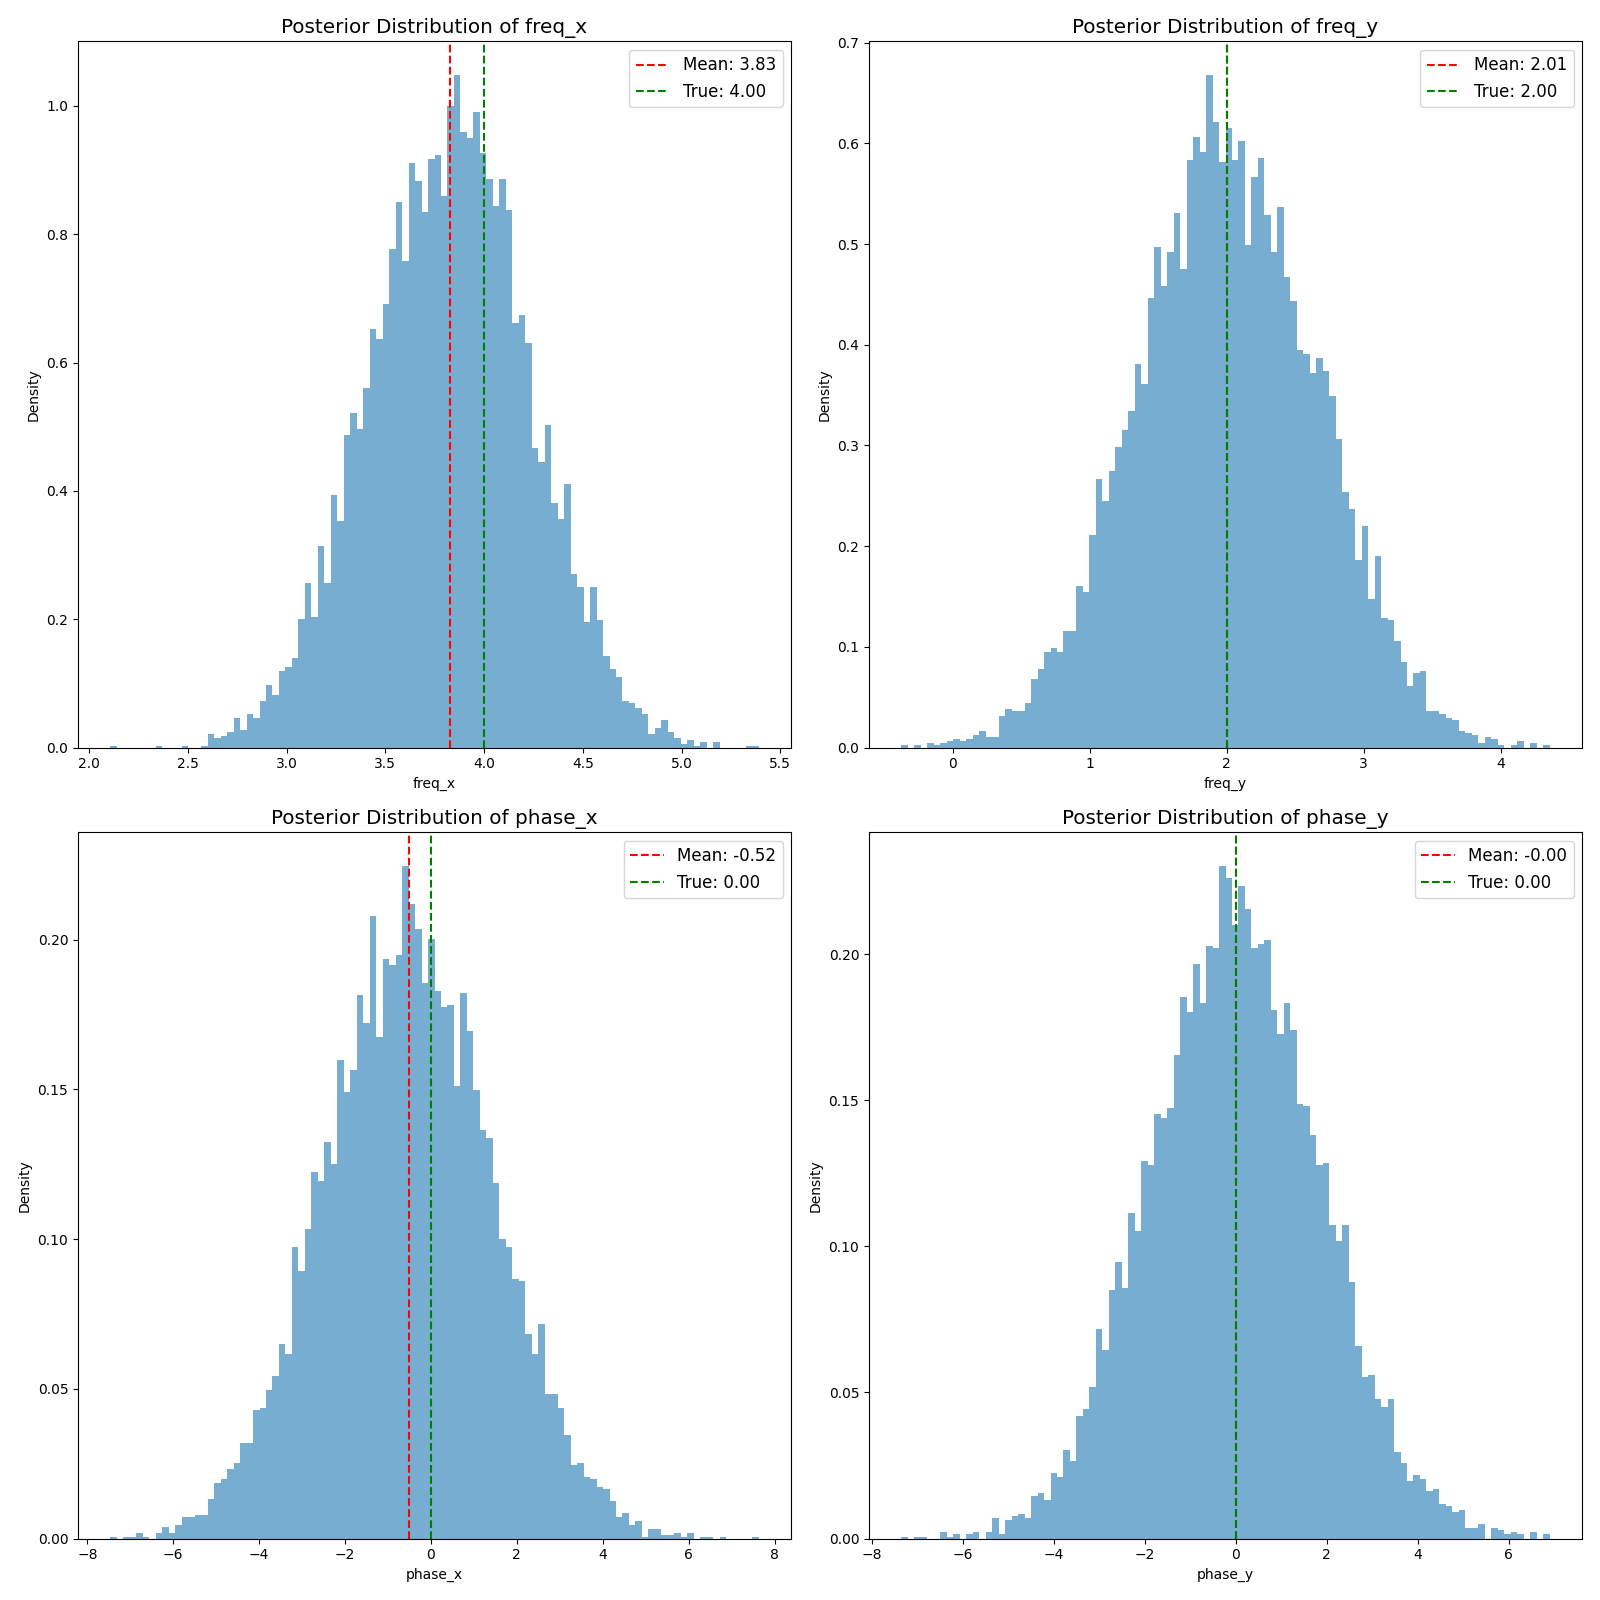 Posterior Distribution of freq_x
Mean: 3.83
True: 4.00
1.0
0.8
0.6
0.4
0.2
0.0
Density
2.0 2.5 3.0 3.5 4.0 4.5 5.0 5.5
freq_x
Posterior Distribution of freq_y
Mean: 2.01
True: 2.00
0.7
0.6
0.5
0.4
0.3
0.2
0.1
0.0
Density
0 1 2 3 4
freq_y
Posterior Distribution of phase_x
Mean: -0.52
True: 0.00
0.20
0.15
0.10
0.05
0.00
Density
−8 −6 −4 −2 0 2 4 6 8
phase_x
Posterior Distribution of phase_y
Mean: -0.00
True: 0.00
0.20
0.15
0.10
0.05
0.00
Density
−8 −6 −4 −2 0 2 4 6
phase_y